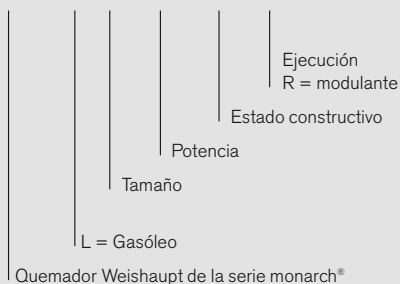 Ejecución
R = modulante
Estado constructivo
Potencia
Tamaño
L = Gasóleo
Quemador Weishaupt de la serie monarch®